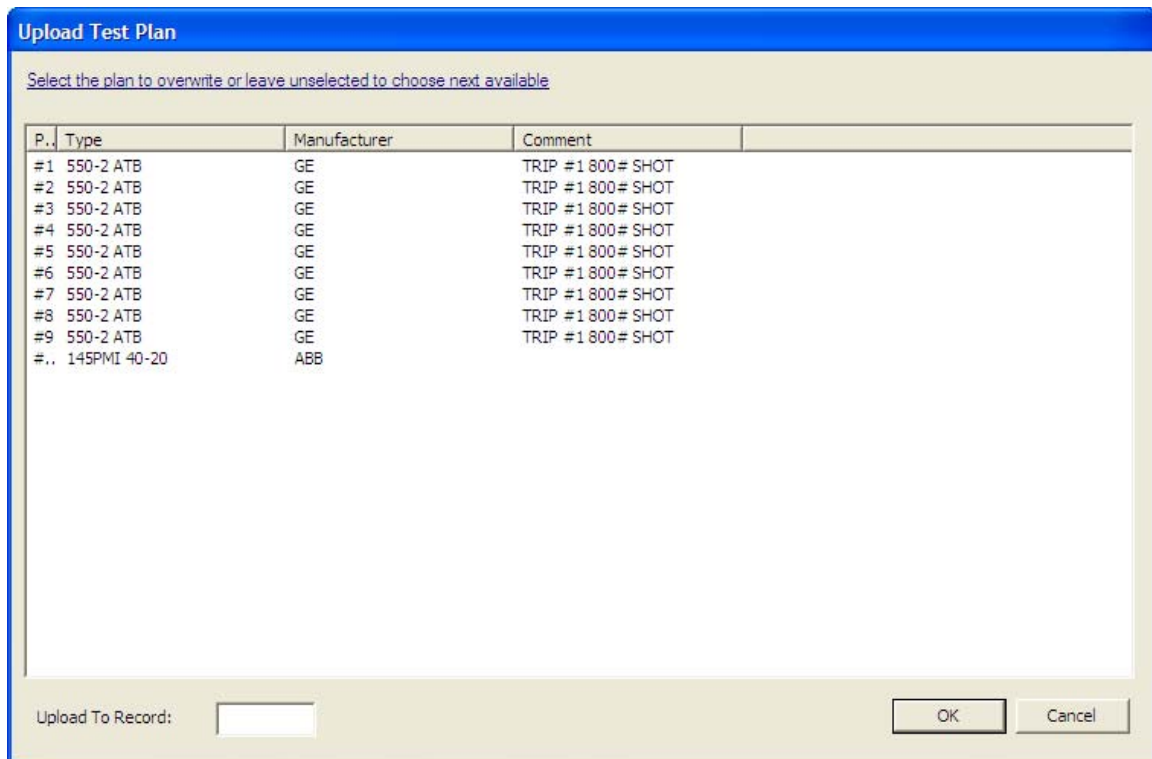 Upload Test Plan
Select the plan to overwrite or leave unselected to choose next available
P.. Type Manufacturer Comment
#1 550-2 ATB GE TRIP #1 800# SHOT
#2 550-2 ATB GE TRIP #1 800# SHOT
#3 550-2 ATB GE TRIP #1 800# SHOT
#4 550-2 ATB GE TRIP #1 800# SHOT
#5 550-2 ATB GE TRIP #1 800# SHOT
#6 550-2 ATB GE TRIP #1 800# SHOT
#7 550-2 ATB GE TRIP #1 800# SHOT
#8 550-2 ATB GE TRIP #1 800# SHOT
#9 550-2 ATB GE TRIP #1 800# SHOT
#.. 145PMI 40-20 ABB
Upload To Record: OK Cancel